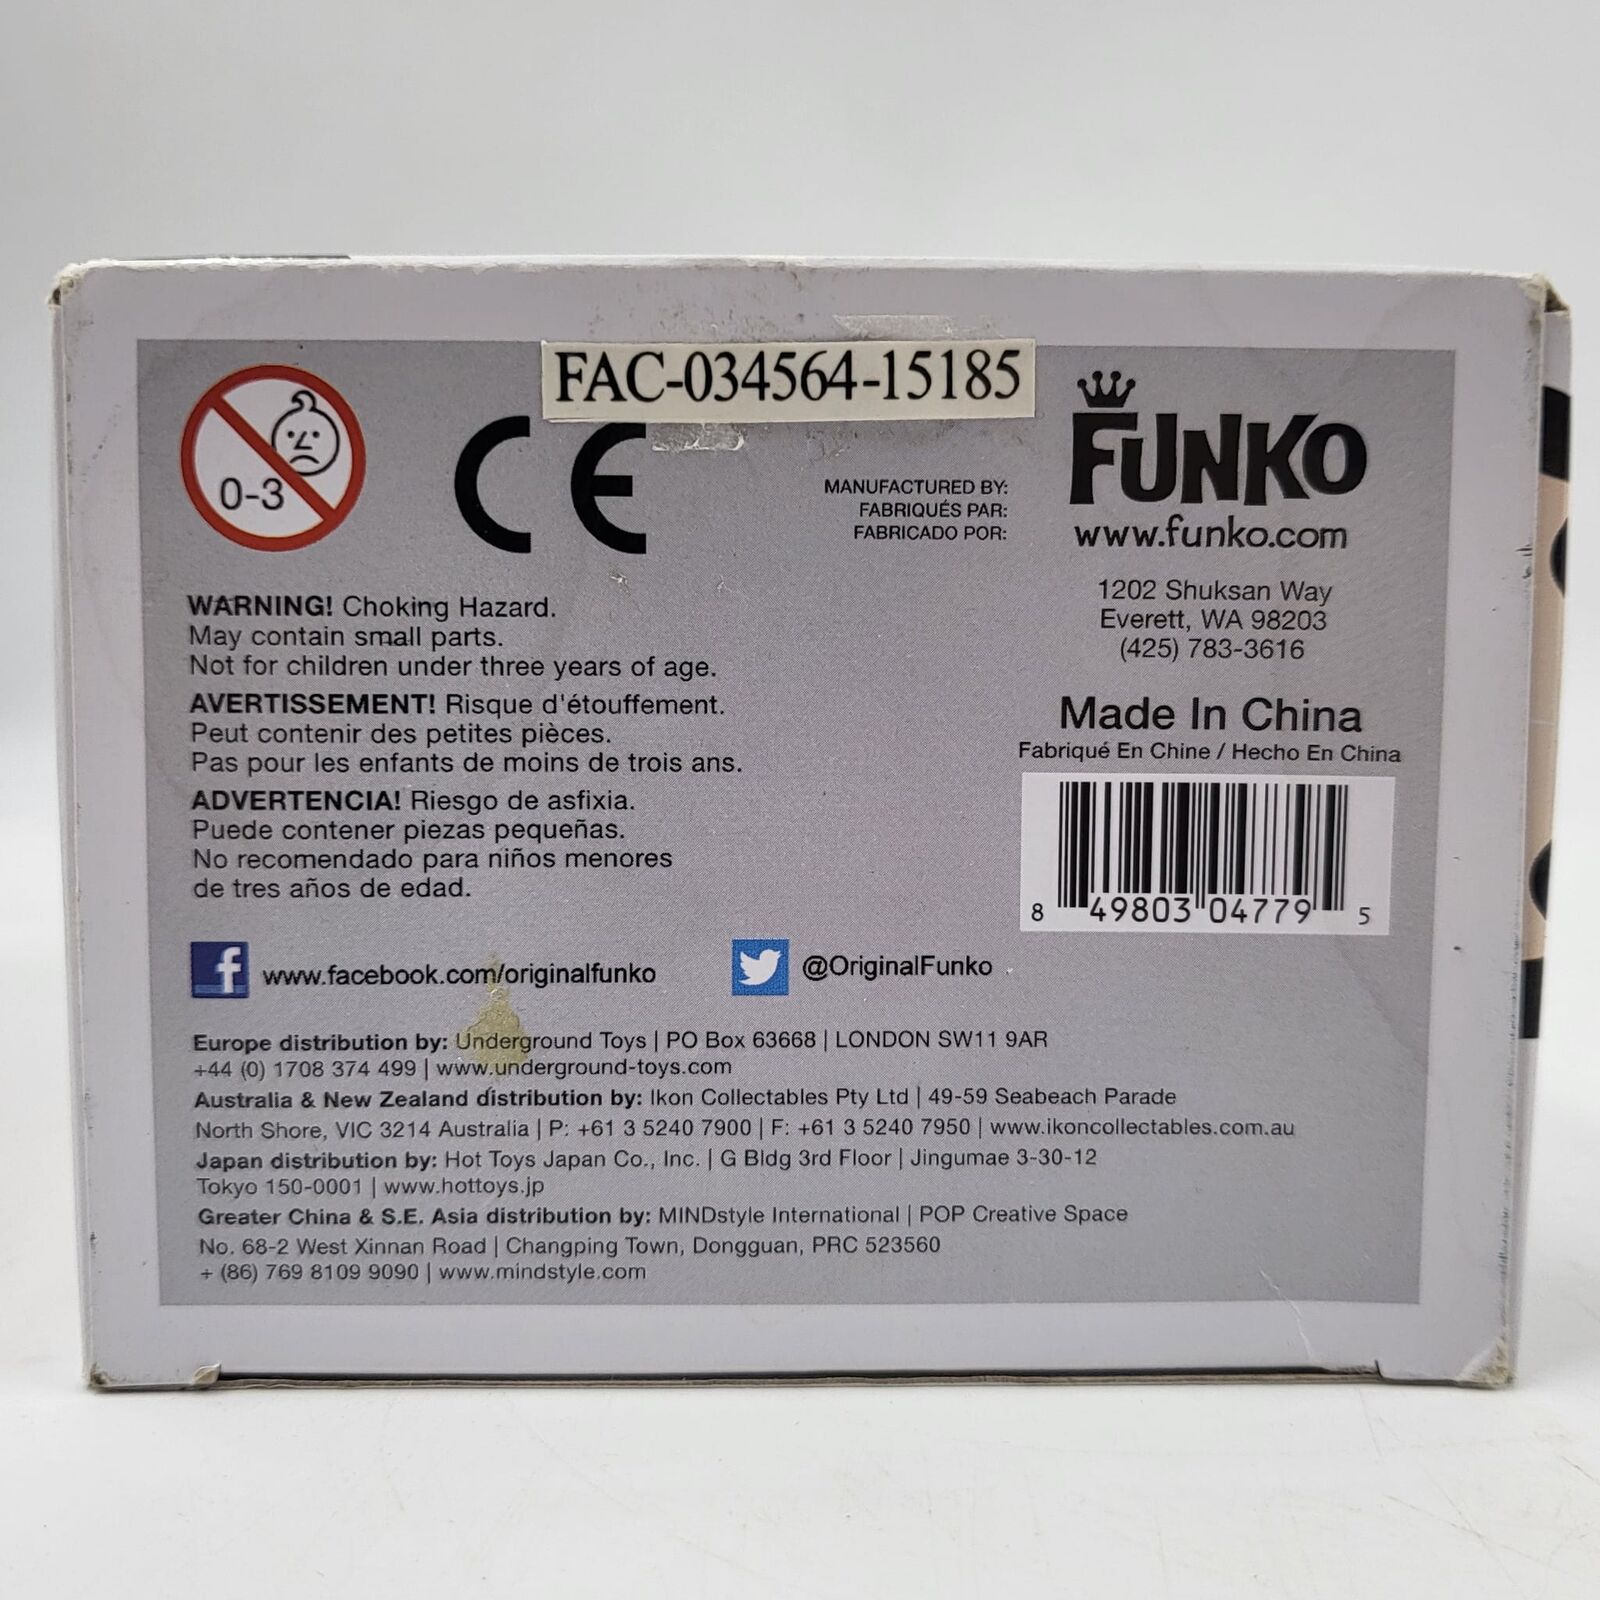 FAC-034564-15185
0-3
CE
MANUFACTURED BY:
FABRIQUÉS PAR:
FABRICADO POR:
FUNKO
www.funko.com
1202 Shuksan Way
Everett, WA 98203
(425) 783-3616
Made In China
Fabriqué En Chine / Hecho En China
8 49803 04779 5
WARNING! Choking Hazard.
May contain small parts.
Not for children under three years of age.
AVERTISSEMENT! Risque d'étouffement.
Peut contenir des petites pièces.
Pas pour les enfants de moins de trois ans.
ADVERTENCIA! Riesgo de asfixia.
Puede contener piezas pequeñas.
No recomendado para niños menores
de tres años de edad.
f www.facebook.com/originalfunko
@OriginalFunko
Europe distribution by: Underground Toys | PO Box 63668 | LONDON SW11 9AR
+44 (0) 1708 374 499 | www.underground-toys.com
Australia & New Zealand distribution by: Ikon Collectables Pty Ltd | 49-59 Seabeach Parade
North Shore, VIC 3214 Australia | P: +61 3 5240 7900 | F: +61 3 5240 7950 | www.ikoncollectables.com.au
Japan distribution by: Hot Toys Japan Co., Inc. | G Bldg 3rd Floor | Jingumae 3-30-12
Tokyo 150-0001 | www.hottoys.jp
Greater China & S.E. Asia distribution by: MINDstyle International | POP Creative Space
No. 68-2 West Xinnan Road | Changping Town, Dongguan, PRC 523560
+ (86) 769 8109 9090 | www.mindstyle.com